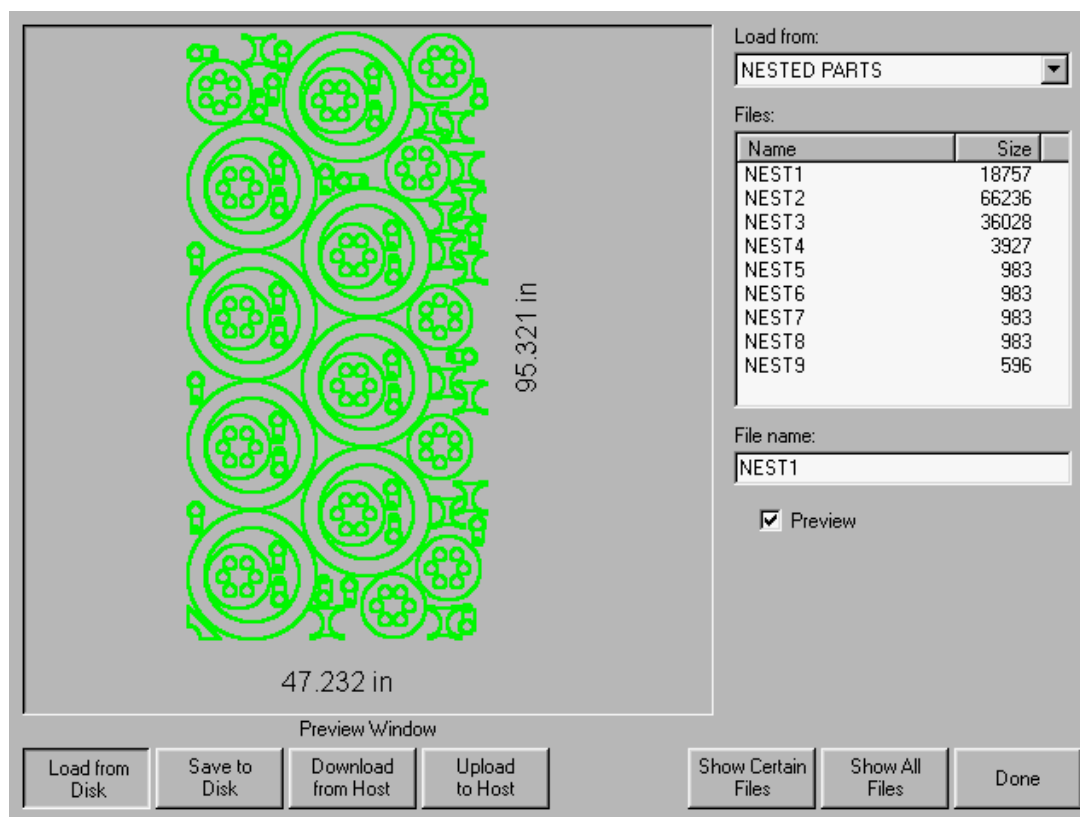 Load from:
NESTED PARTS
Files:
Name Size
NEST1 18757
NEST2 66236
NEST3 36028
NEST4 3927
NEST5 983
NEST6 983
NEST7 983
NEST8 983
NEST9 596
File name:
NEST1
Preview
95.321 in
47.232 in
Preview Window
Load from
Disk
Save to
Disk
Download
from Host
Upload
to Host
Show Certain
Files
Show All
Files
Done